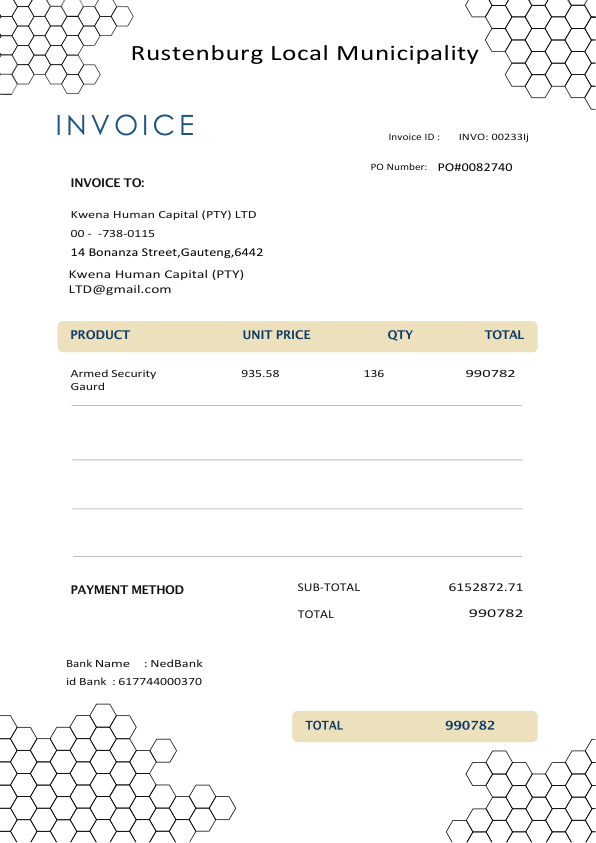 Rustenburg Local Municipality
INVOICE
Invoice ID : INVO: 00233lj
PO Number: PO#0082740
INVOICE TO:
Kwena Human Capital (PTY) LTD
00 - -738-0115
14 Bonanza Street,Gauteng,6442
Kwena Human Capital (PTY)
LTD@gmail.com
PRODUCT UNIT PRICE QTY TOTAL
Armed Security 935.58 136 990782
Gaurd
PAYMENT METHOD
SUB-TOTAL 6152872.71
TOTAL 990782
Bank Name : NedBank
id Bank : 617744000370
TOTAL 990782